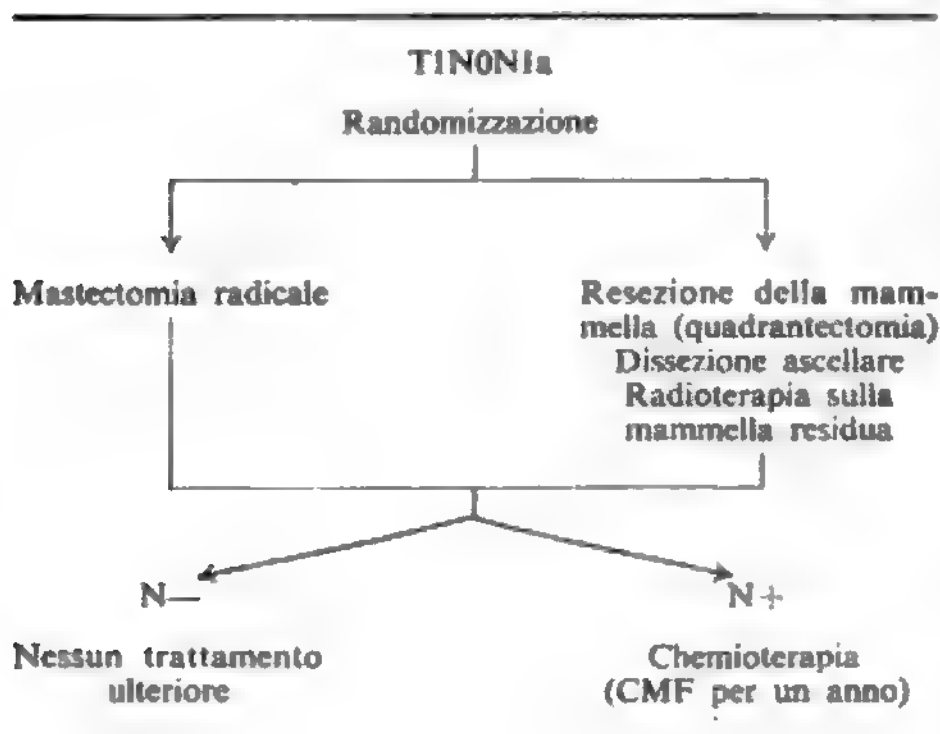 T1N0N1a
Randomizzazione
Mastectomia radicale
Resezione della mam-
mella (quadrantectomia)
Dissezione ascellare
Radioterapia sulla
mammella residua
N—
Nessun trattamento
ulteriore
N+
Chemioterapia
(CMF per un anno)